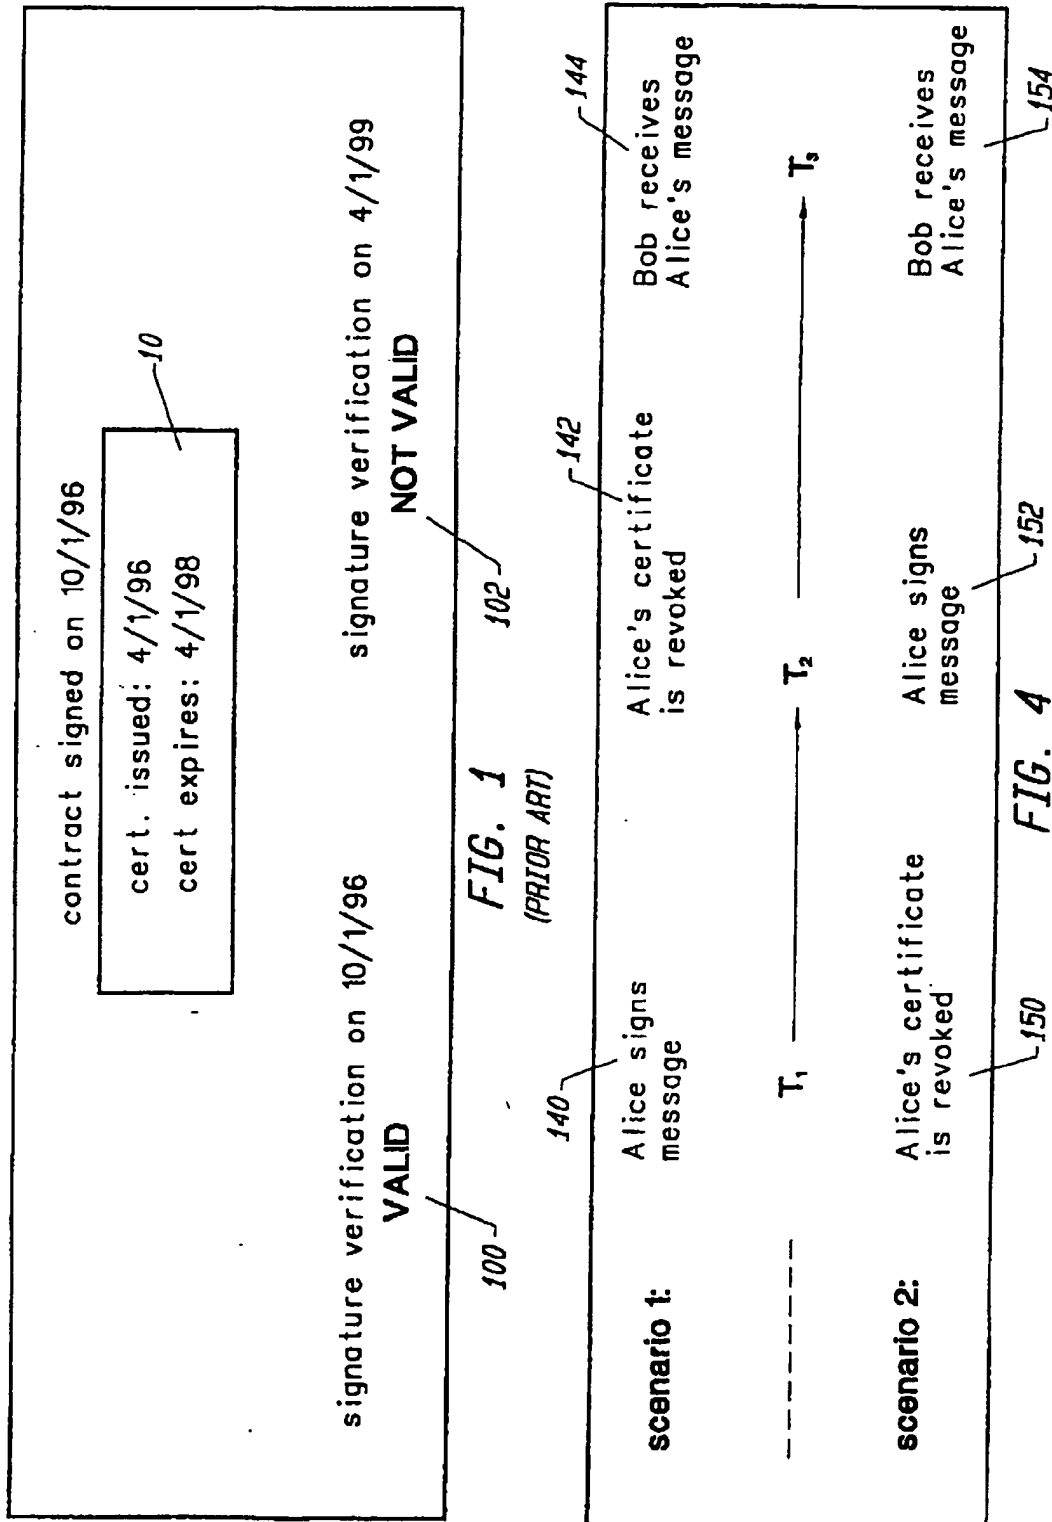 contract signed on 10/1/96
cert. issued: 4/1/96
cert expires: 4/1/98
10
signature verification on 10/1/96
VALID
100
signature verification on 4/1/99
NOT VALID
102
FIG. 1
(PRIOR ART)
140
142
144
scenario 1:
Alice signs
message
Alice's certificate
is revoked
Bob receives
Alice's message
T1
T2
T3
scenario 2:
Alice's certificate
is revoked
Alice signs
message
Bob receives
Alice's message
150
152
154
FIG. 4